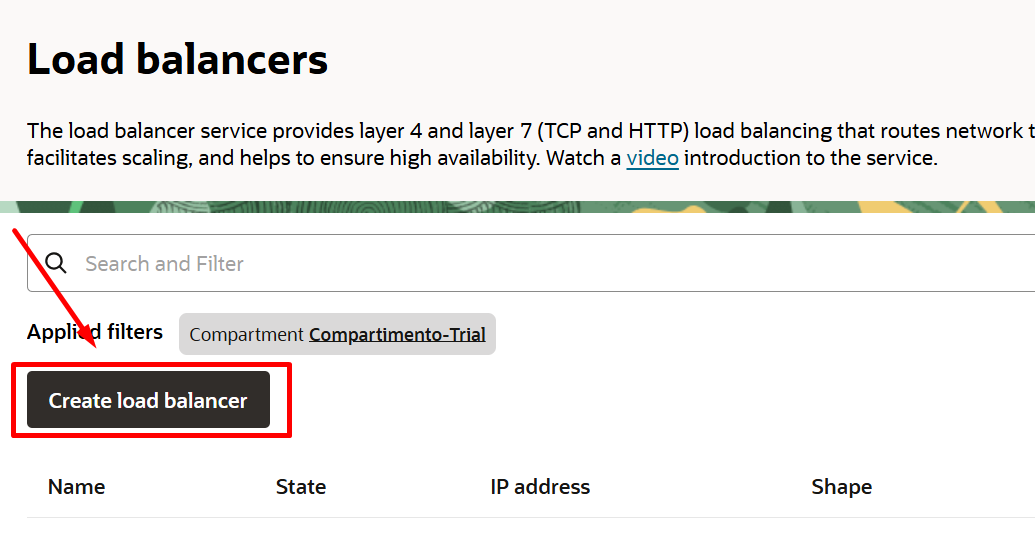 Load balancers
The load balancer service provides layer 4 and layer 7 (TCP and HTTP) load balancing that routes network
facilitates scaling, and helps to ensure high availability. Watch a video introduction to the service.
Search and Filter
Applied filters Compartment Compartimento-Trial
Create load balancer
Name State IP address Shape